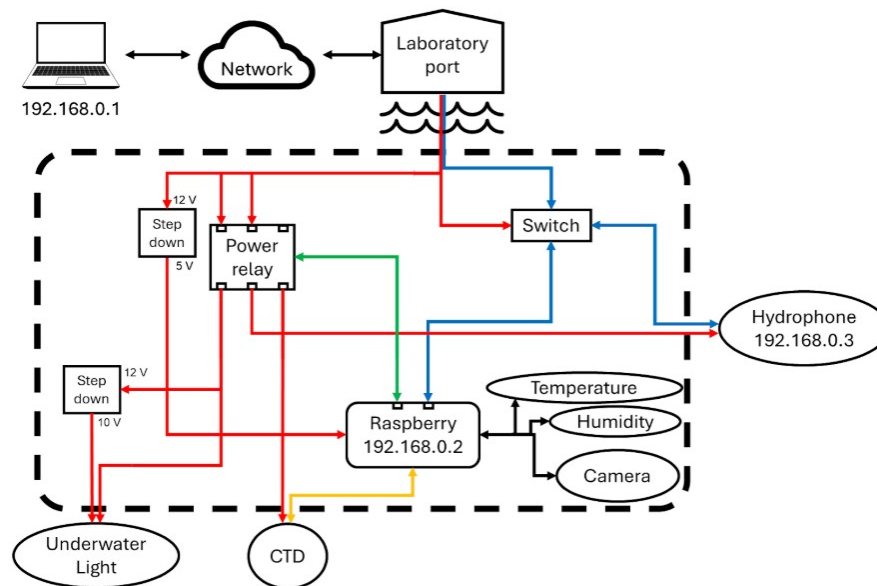 Laboratory
port
Network
192.168.0.1
12 V
Step
down
5 V
Power
relay
Switch
Hydrophone
192.168.0.3
Step
down
12 V
10 V
Raspberry
192.168.0.2
Temperature
Humidity
Camera
Underwater
Light
CTD